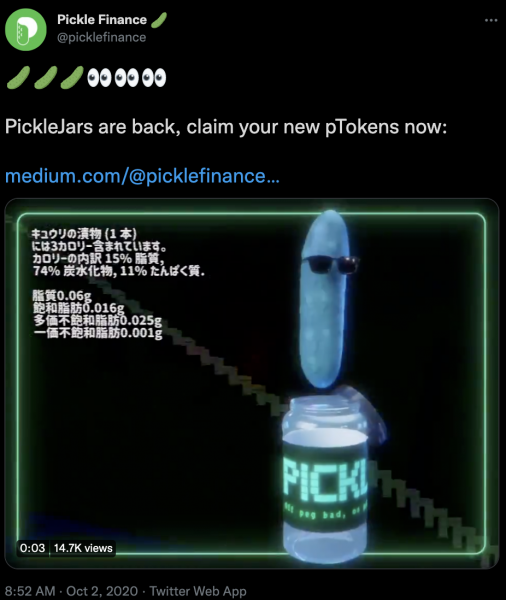 Pickle Finance 🥒
@picklefinance
🥒🥒🥒👀👀👀
PickleJars are back, claim your new pTokens now:
medium.com/@picklefinance...
キュウリの漬物 (1 本)
には3カロリー含まれています。
カロリーの内訳 15% 脂質,
74% 炭水化物, 11% たんぱく質.
脂質0.06g
飽和脂肪0.016g
多価不飽和脂肪0.025g
一価不飽和脂肪0.001g
PICKL
0:03 14.7K views
8:52 AM · Oct 2, 2020 · Twitter Web App